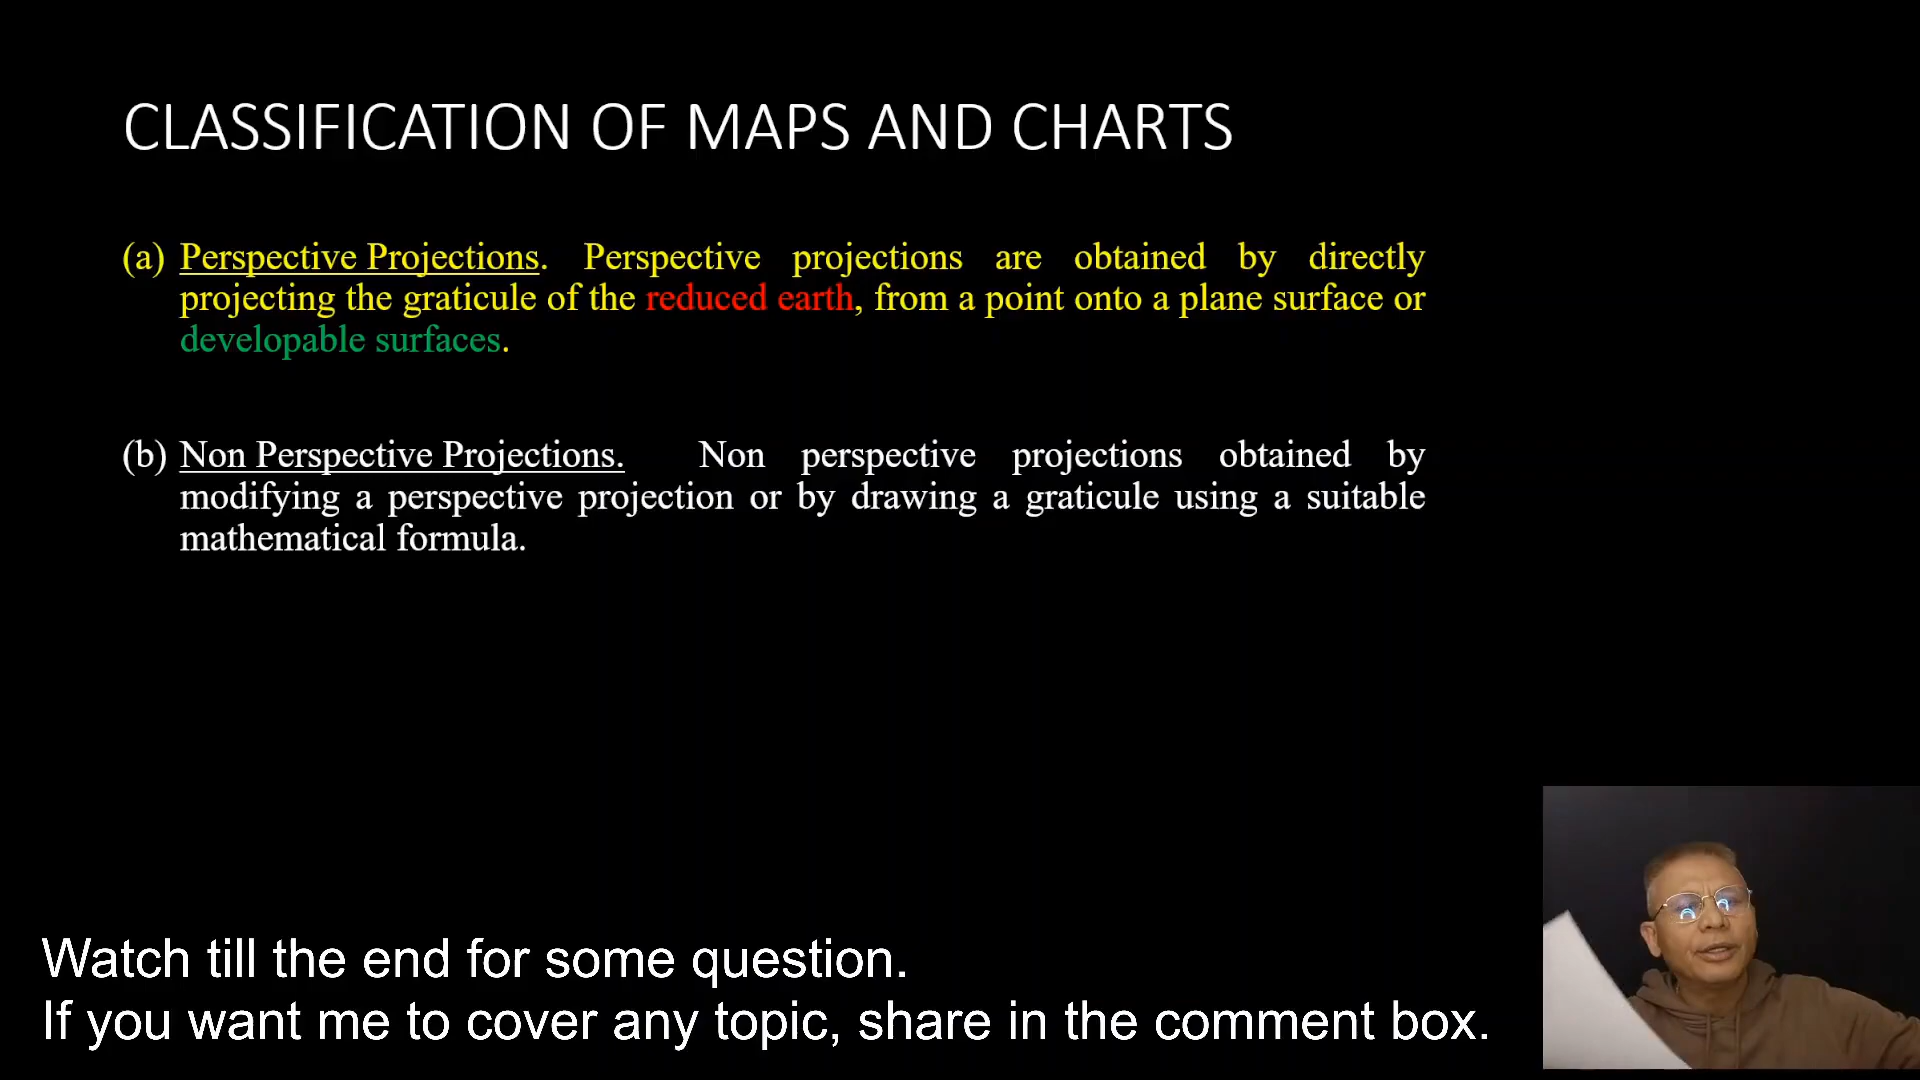 CLASSIFICATION OF MAPS AND CHARTS
(a) Perspective Projections. Perspective projections are obtained by directly
projecting the graticule of the reduced earth, from a point onto a plane surface or
developable surfaces.
(b) Non Perspective Projections. Non perspective projections obtained by
modifying a perspective projection or by drawing a graticule using a suitable
mathematical formula.
Watch till the end for some question.
If you want me to cover any topic, share in the comment box.